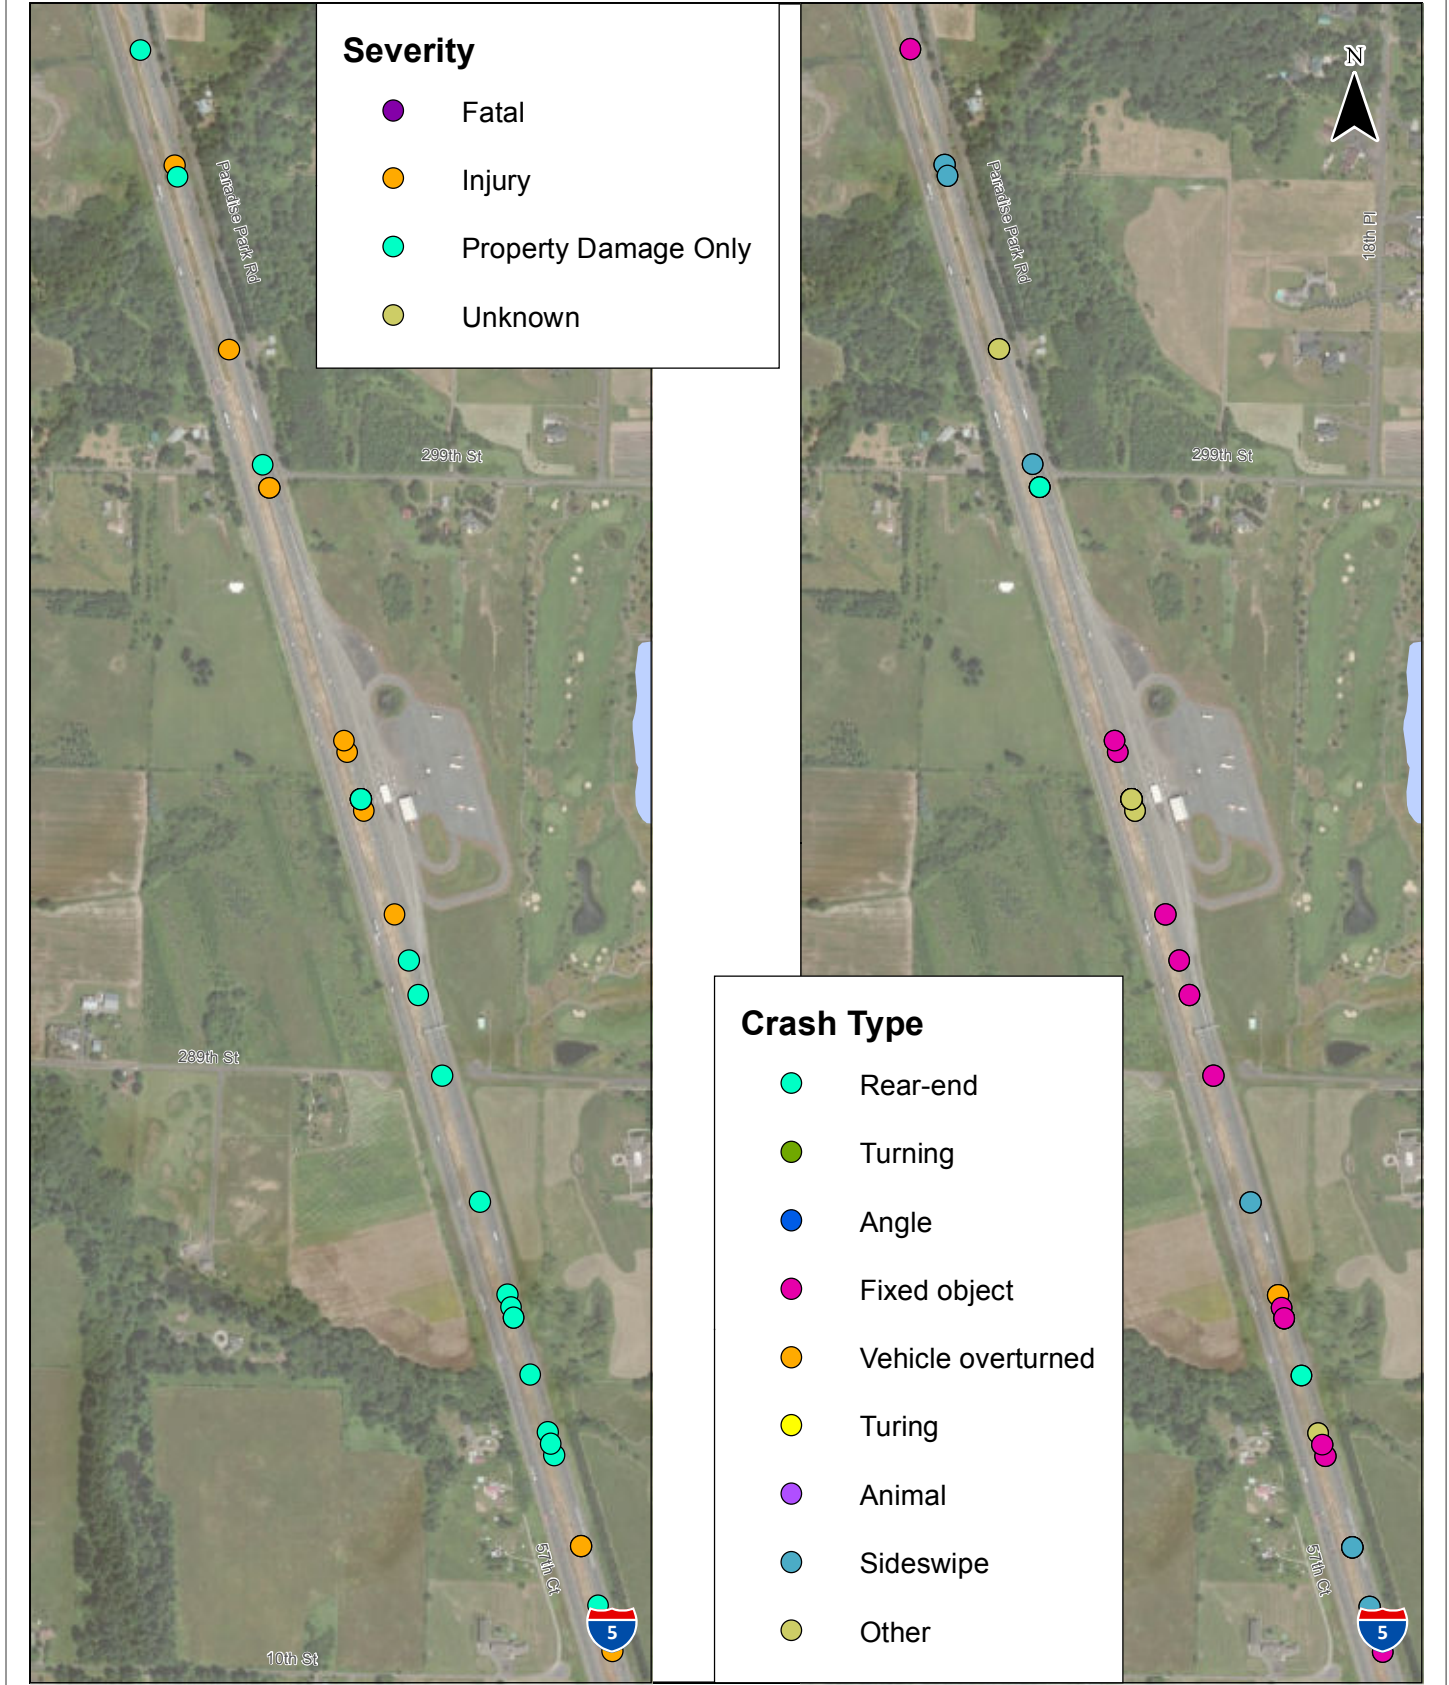 Severity
Fatal
Injury
Property Damage Only
Unknown
Paradise Park Rd
299th St
289th St
57th Ct
5
10th St
N
Paradise Park Rd
18th Pl
299th St
Crash Type
Rear-end
Turning
Angle
Fixed object
Vehicle overturned
Turing
Animal
Sideswipe
Other
57th Ct
5